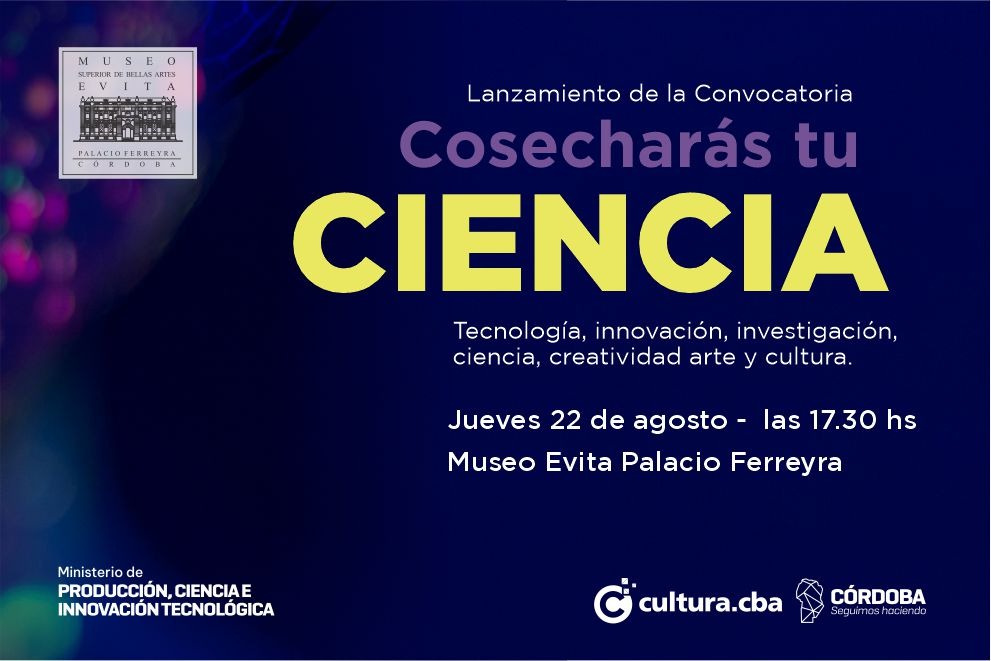 MUSEO
SUPERIOR DE BELLAS ARTES
EVITA
PALACIO FERREYRA
CÓRDOBA
Lanzamiento de la Convocatoria
Cosecharás tu
CIENCIA
Tecnología, innovación, investigación,
ciencia, creatividad arte y cultura.
Jueves 22 de agosto -  las 17.30 hs
Museo Evita Palacio Ferreyra
Ministerio de
PRODUCCIÓN, CIENCIA E
INNOVACIÓN TECNOLÓGICA
cultura.cba
CÓRDOBA
Seguimos haciendo